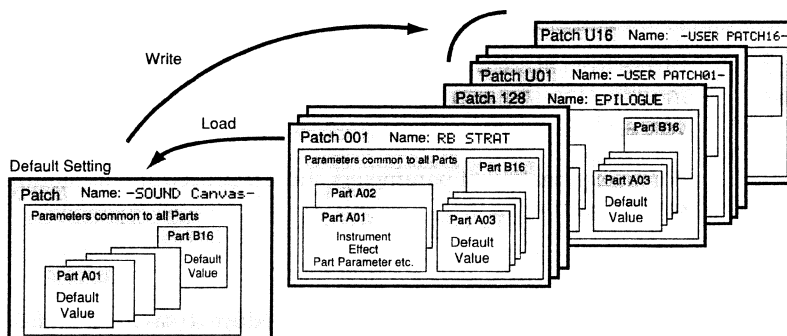 Patch U16 Name: -USER PATCH16-
Write
Patch U01 Name: -USER PATCH01-
Patch 128 Name: EPILOGUE
Part B16
Part A03
Default
Value
Load
Patch 001 Name: RB STRAT
Parameters common to all Parts
Part B16
Part A02
Part A01
Instrument
Effect
Part Parameter etc.
Part A03
Default
Value
Default Setting
Patch Name: -SOUND Canvas-
Parameters common to all Parts
Part B16
Default
Value
Part A01
Default
Value